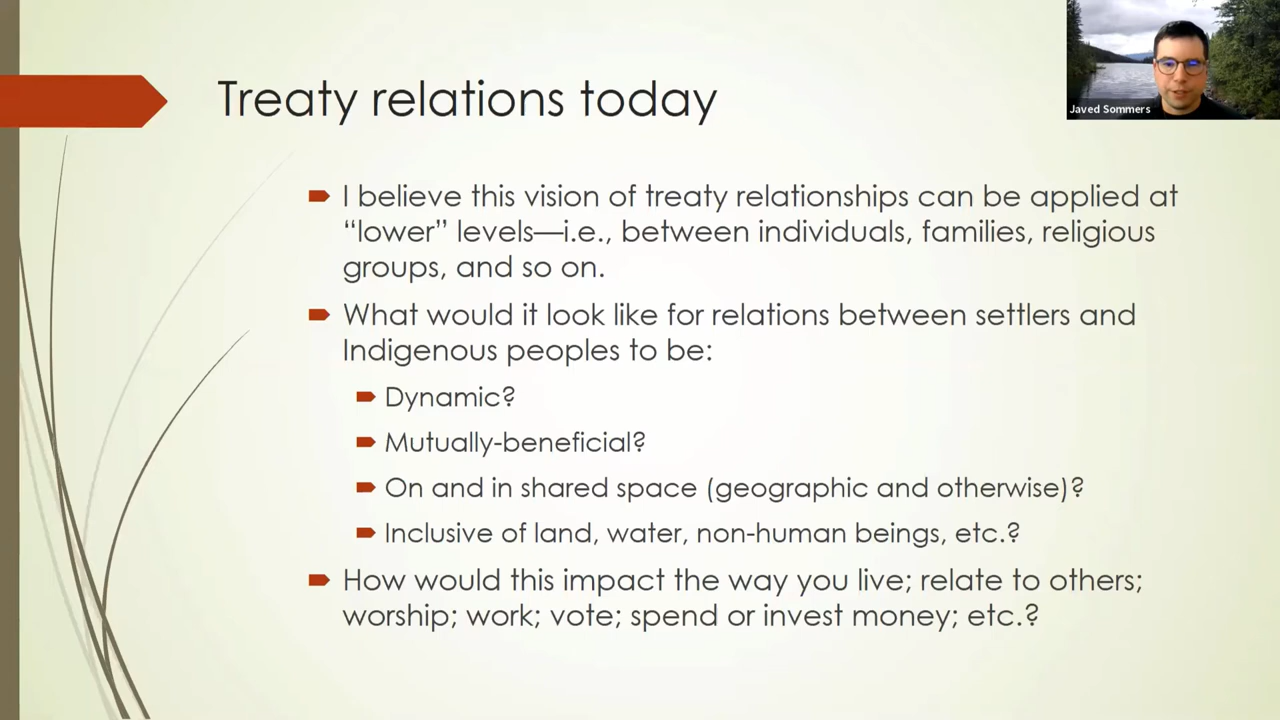 Treaty relations today
Javed Sommers
I believe this vision of treaty relationships can be applied at
“lower” levels—i.e., between individuals, families, religious
groups, and so on.
What would it look like for relations between settlers and
Indigenous peoples to be:
Dynamic?
Mutually-beneficial?
On and in shared space (geographic and otherwise)?
Inclusive of land, water, non-human beings, etc.?
How would this impact the way you live; relate to others;
worship; work; vote; spend or invest money; etc.?